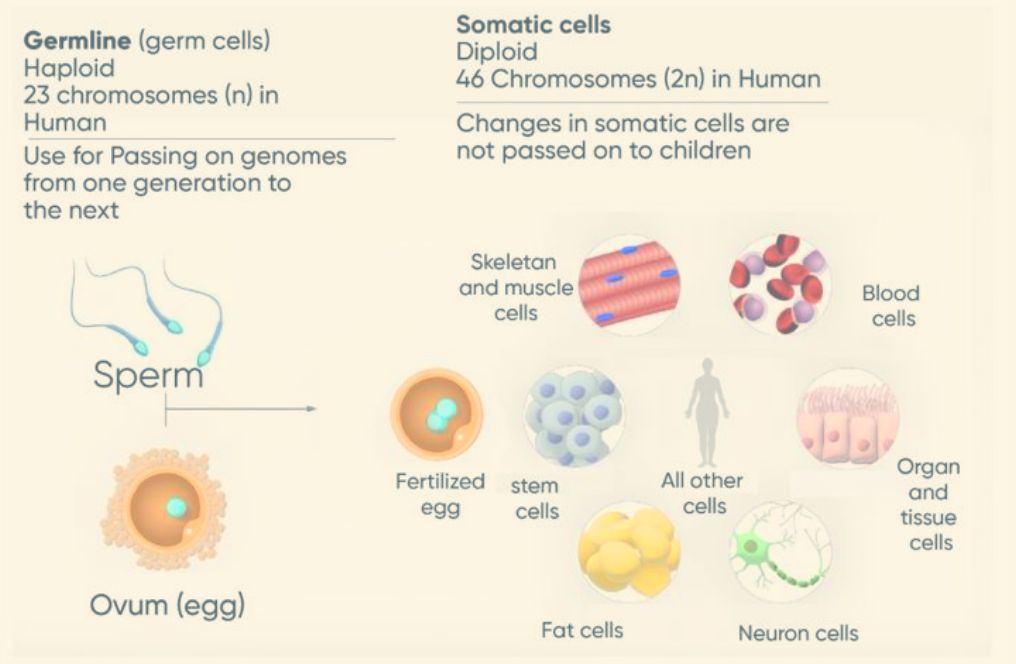 Germline (germ cells)
Haploid
23 chromosomes (n) in
Human
Use for Passing on genomes
from one generation to
the next
Sperm
Ovum (egg)
Somatic cells
Diploid
46 Chromosomes (2n) in Human
Changes in somatic cells are
not passed on to children
Skeletan
and muscle
cells
Blood
cells
Fertilized
egg
stem
cells
All other
cells
Organ
and
tissue
cells
Fat cells
Neuron cells